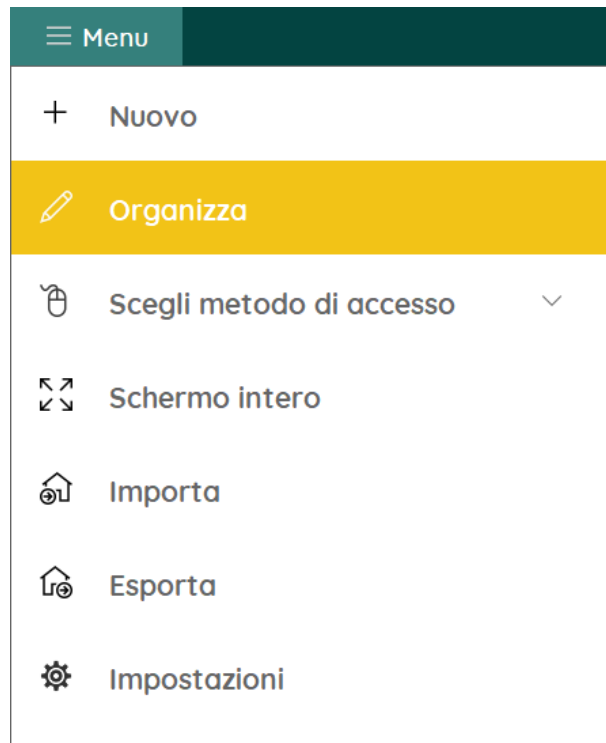 Menu
Nuovo
Organizza
Scegli metodo di accesso
Schermo intero
Importa
Esporta
Impostazioni